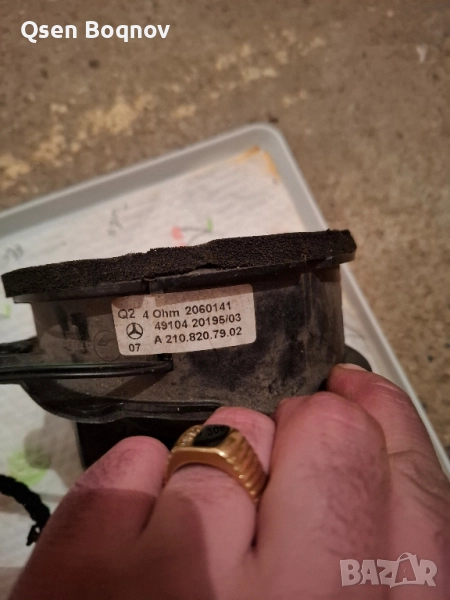 Qsen Boqnov
Q2 4 Ohm 2060141
49104 20195/03
07 A 210.820.79.02
BAZAR